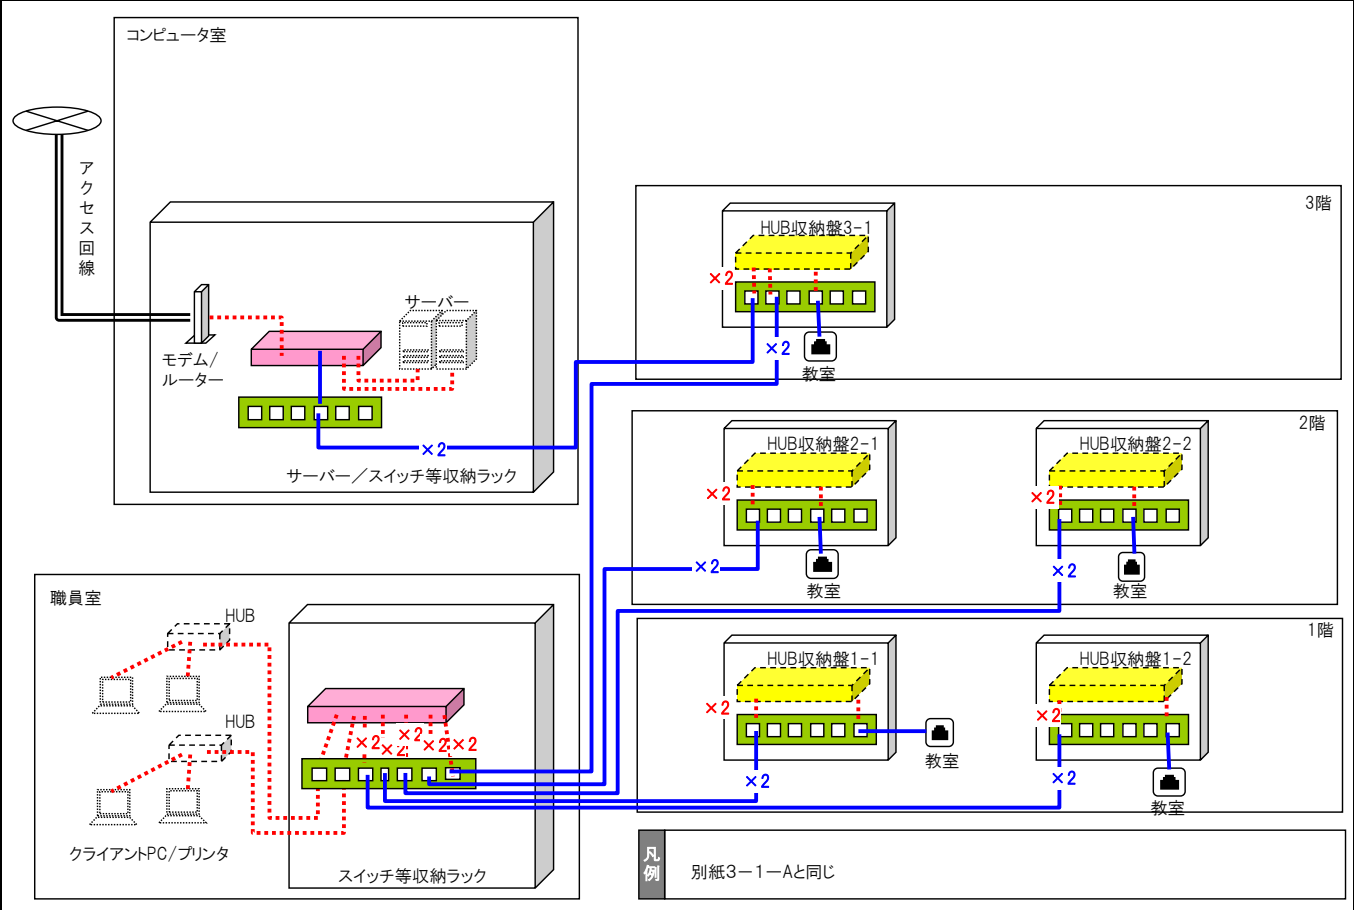 コンピュータ室
アクセス回線
サーバー
モデム/
ルーター
×2
サーバー／スイッチ等収納ラック
3階
HUB収納盤3-1
×2
×2
教室
2階
HUB収納盤2-1
×2
×2
教室
HUB収納盤2-2
×2
×2
教室
職員室
HUB
HUB
クライアントPC/プリンタ
×2
×2
×2
×2
×2
スイッチ等収納ラック
1階
HUB収納盤1-1
×2
×2
教室
HUB収納盤1-2
×2
×2
教室
凡例
別紙３－１－Aと同じ